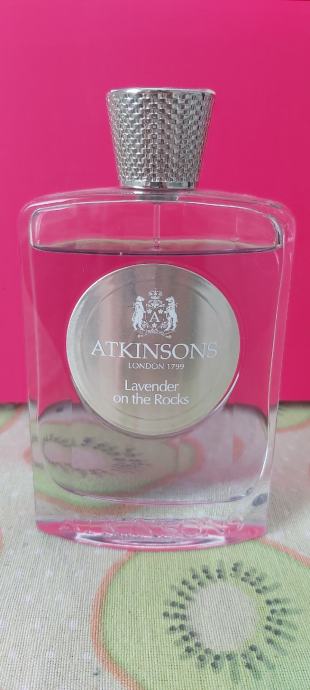 A
ATKINSONS
LONDON 1799
Lavender
on the Rocks